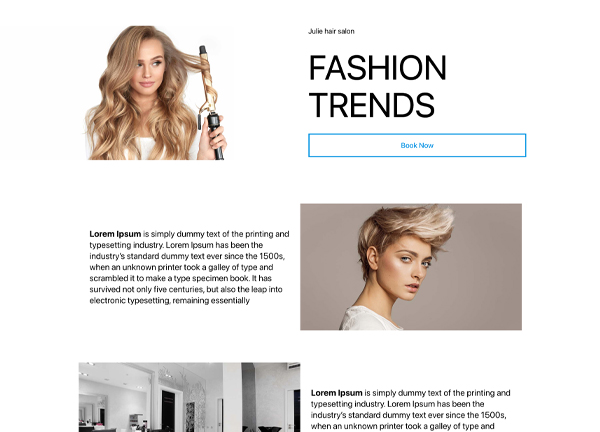 Julie hair salon
FASHION
TRENDS
Book Now
Lorem Ipsum is simply dummy text of the printing and
typesetting industry. Lorem Ipsum has been the
industry's standard dummy text ever since the 1500s,
when an unknown printer took a galley of type and
scrambled it to make a type specimen book. It has
survived not only five centuries, but also the leap into
electronic typesetting, remaining essentially
Lorem Ipsum is simply dummy text of the printing and
typesetting industry. Lorem Ipsum has been the
industry's standard dummy text ever since the 1500s,
when an unknown printer took a galley of type and